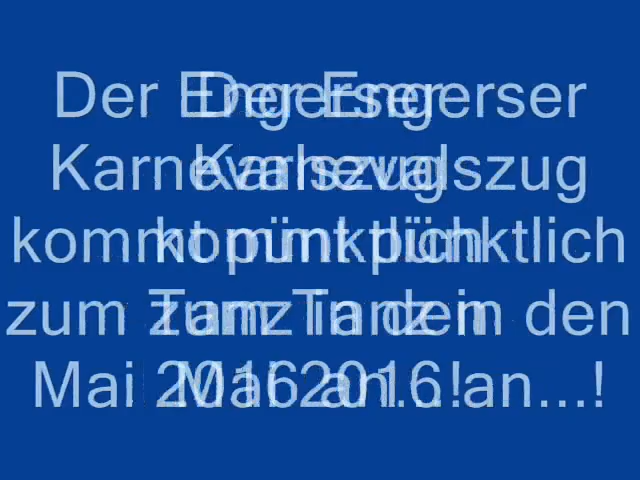 Der Engerser
Karnevalszug
kommt pünktlich
zum Tanz in den
Mai 2016 an...!